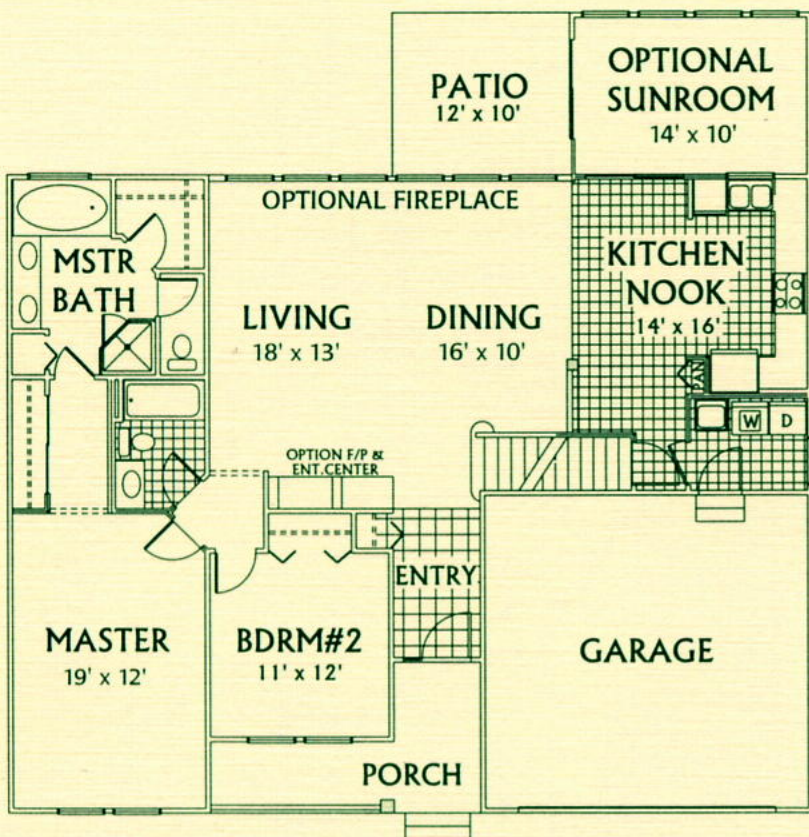 PATIO
12' x 10'
OPTIONAL
SUNROOM
14' x 10'
OPTIONAL FIREPLACE
MSTR
BATH
LIVING
18' x 13'
DINING
16' x 10'
KITCHEN
NOOK
14' x 16'
PAN
W
D
OPTION F/P &
ENT.CENTER
ENTRY
MASTER
19' x 12'
BDRM#2
11' x 12'
GARAGE
PORCH